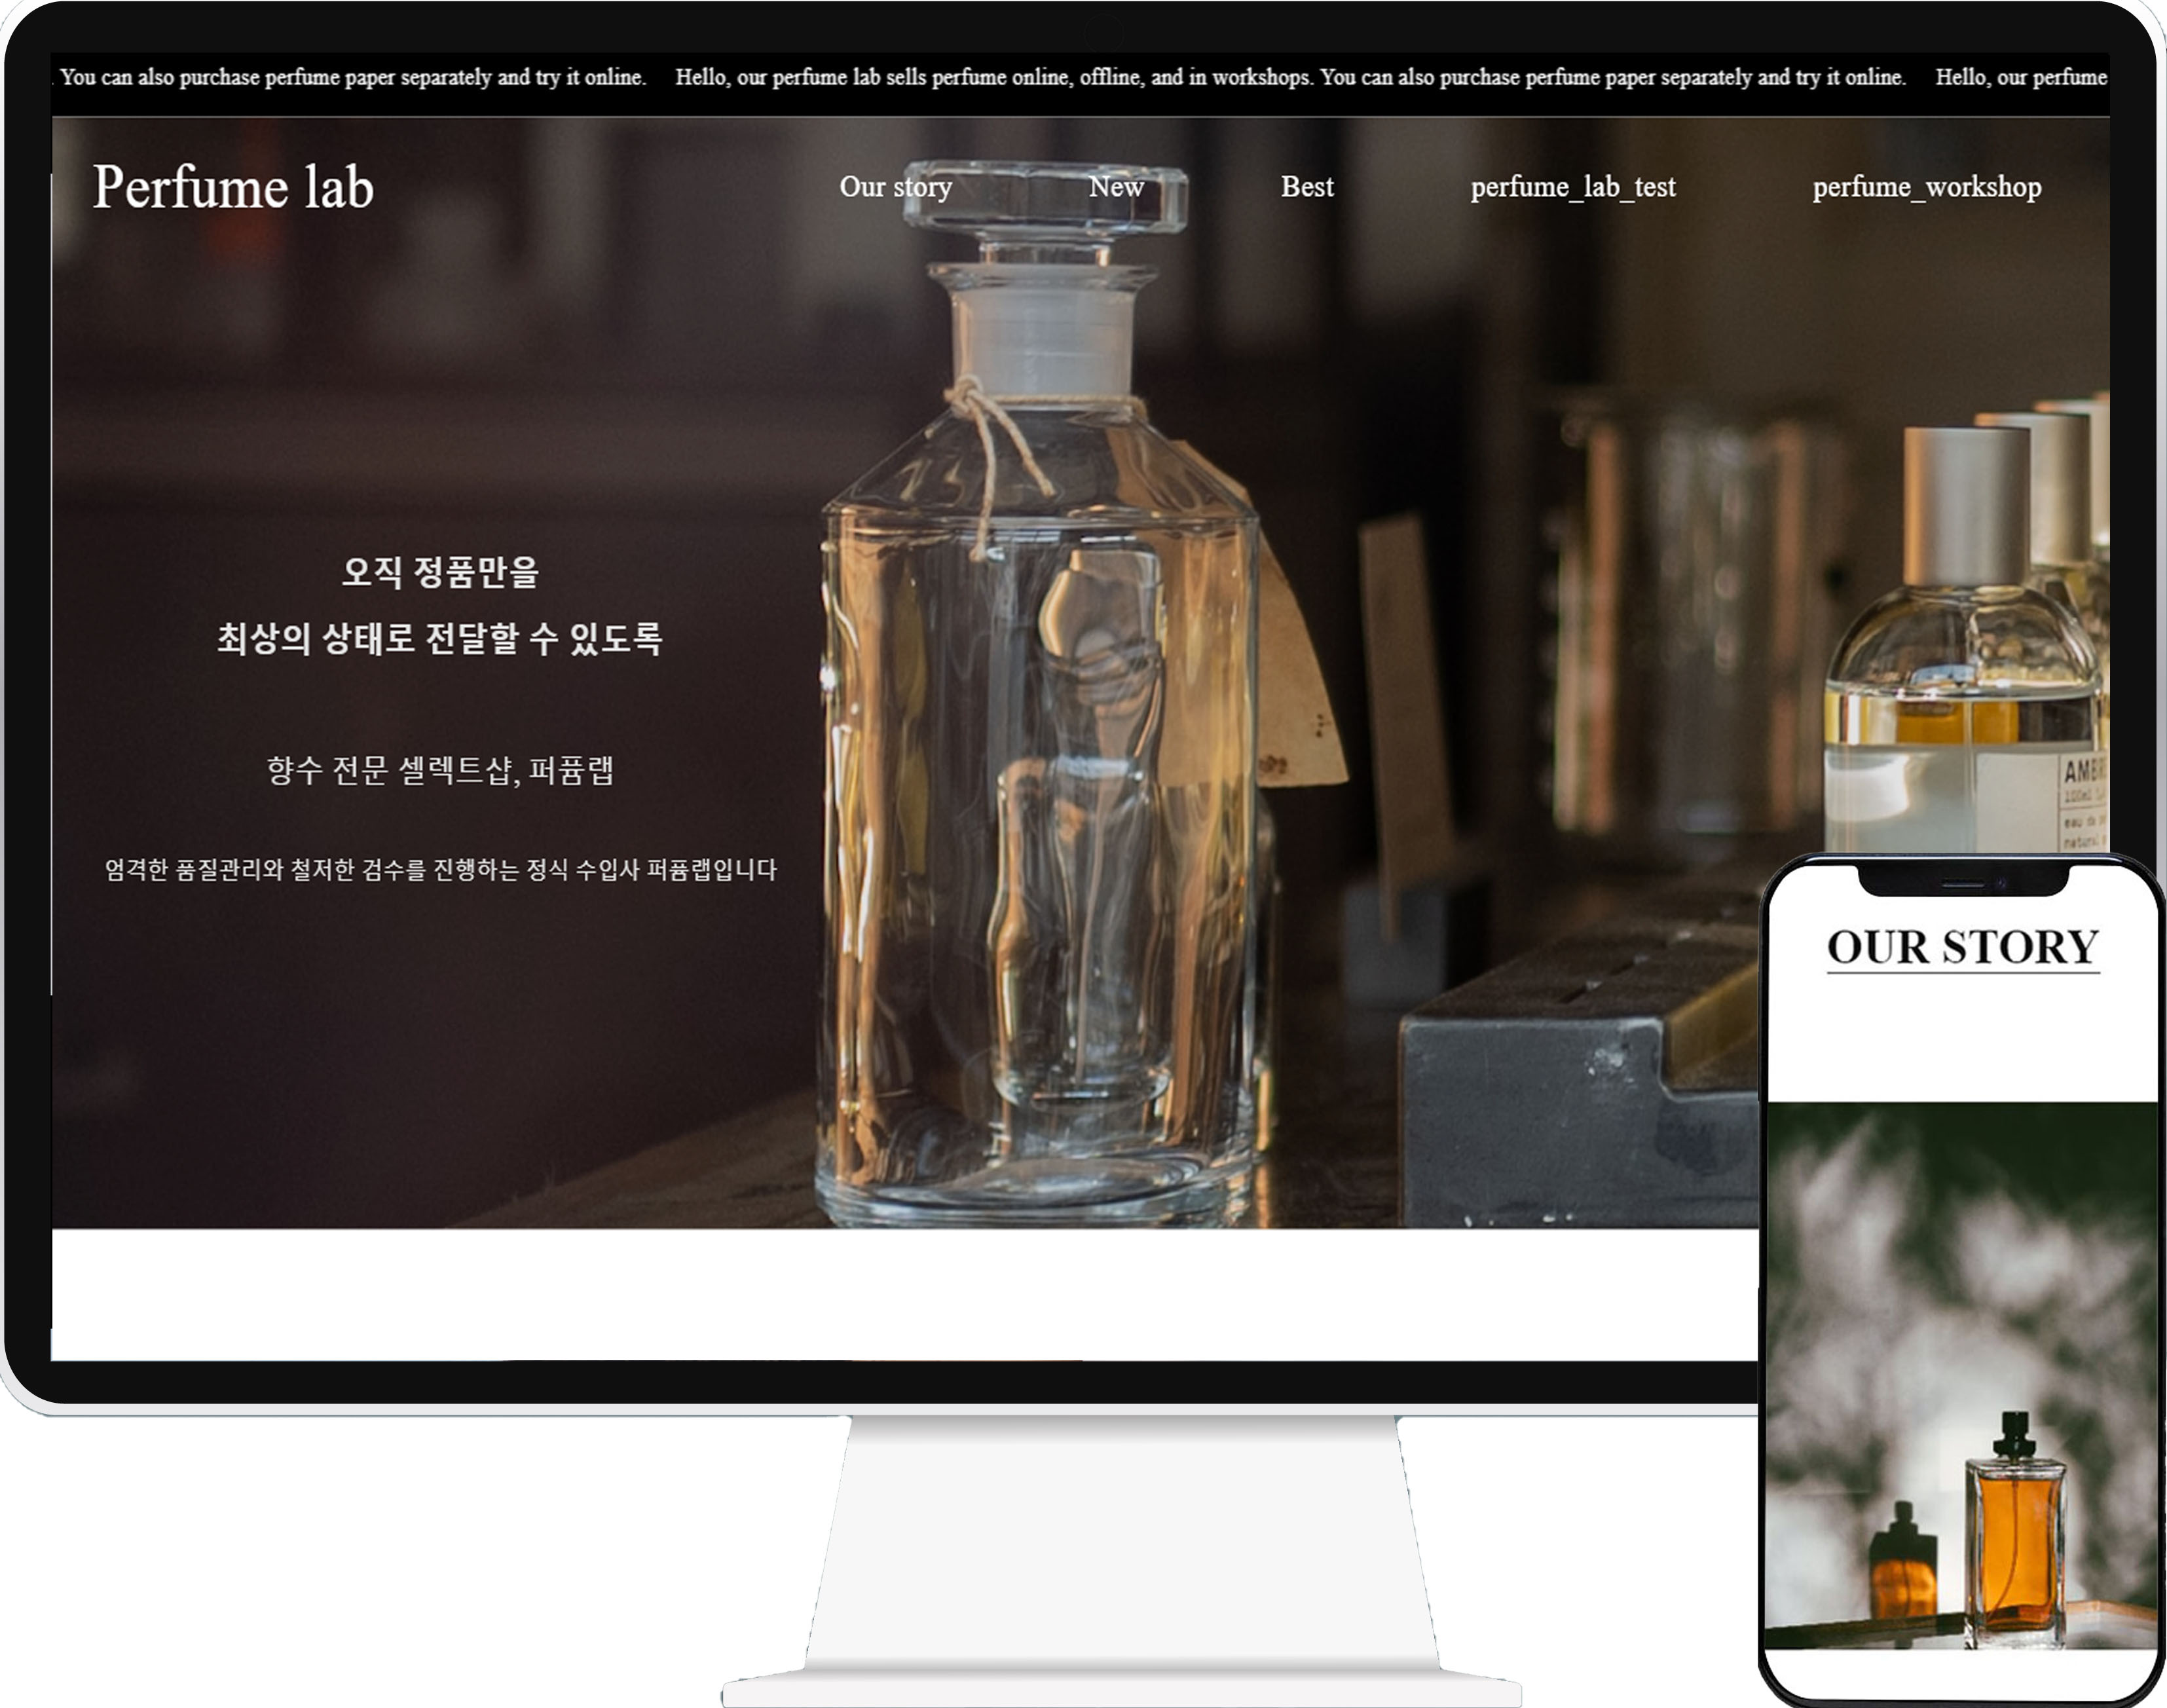 . You can also purchase perfume paper separately and try it online. Hello, our perfume lab sells perfume online, offline, and in workshops. You can also purchase perfume paper separately and try it online. Hello, our perfume
Perfume lab Our story New Best perfume_lab_test perfume_workshop
오직 정품만을
최상의 상태로 전달할 수 있도록
향수 전문 셀렉트샵, 퍼퓸랩
엄격한 품질관리와 철저한 검수를 진행하는 정식 수입사 퍼퓸랩입니다
AMBR
100ml
eau de
natural
OUR STORY